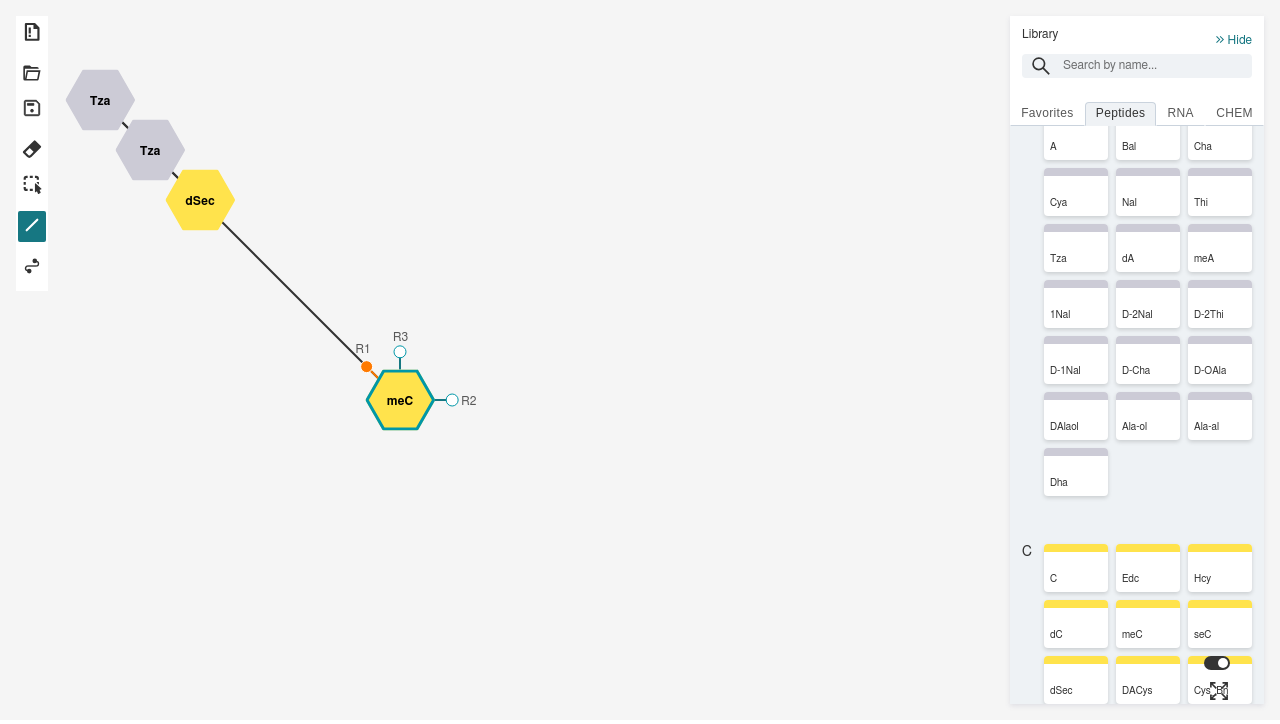 Tza
Tza
dSec
R3
R1
meC
R2
Library
Hide
Search by name...
Favorites Peptides RNA CHEM
A Bal Cha
Cya Nal Thi
Tza dA meA
1Nal D-2Nal D-2Thi
D-1Nal D-Cha D-OAla
DAlaol Ala-ol Ala-al
Dha
C
C Edc Hcy
dC meC seC
dSec DACys Cys_Bn